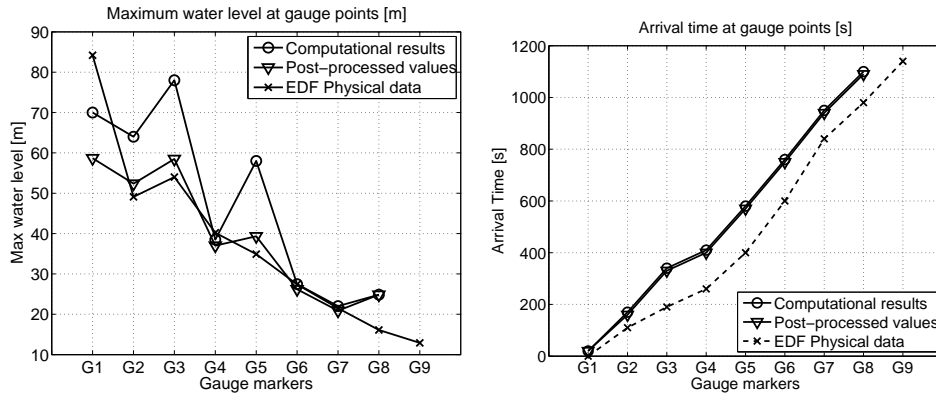 Maximum water level at gauge points [m]
Max water level [m]
90
80
70
60
50
40
30
20
10
Computational results
Post−processed values
EDF Physical data
G1 G2 G3 G4 G5 G6 G7 G8 G9
Gauge markers
Arrival time at gauge points [s]
Arrival Time [s]
1200
1000
800
600
400
200
0
Computational results
Post−processed values
EDF Physical data
G1 G2 G3 G4 G5 G6 G7 G8 G9
Gauge markers